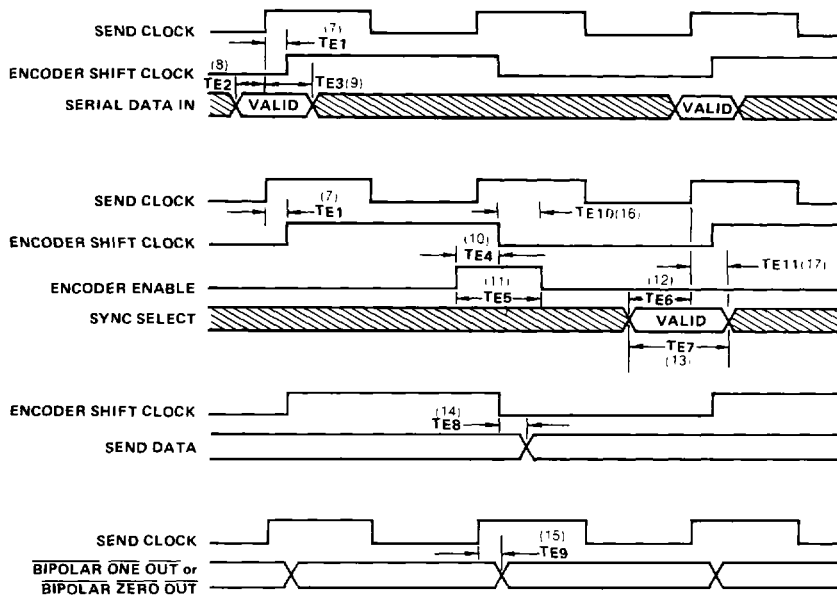 SEND CLOCK
(7)
TE1
ENCODER SHIFT CLOCK
(8)
TE2
TE3(9)
SERIAL DATA IN
VALID
VALID
SEND CLOCK
(7)
TE1
TE10(16)
ENCODER SHIFT CLOCK
(10)
TE4
TE11(17)
ENCODER ENABLE
(11)
TE5
(12)
TE6
SYNC SELECT
VALID
TE7
(13)
ENCODER SHIFT CLOCK
(14)
TE8
SEND DATA
SEND CLOCK
(15)
TE9
BIPOLAR ONE OUT or
BIPOLAR ZERO OUT